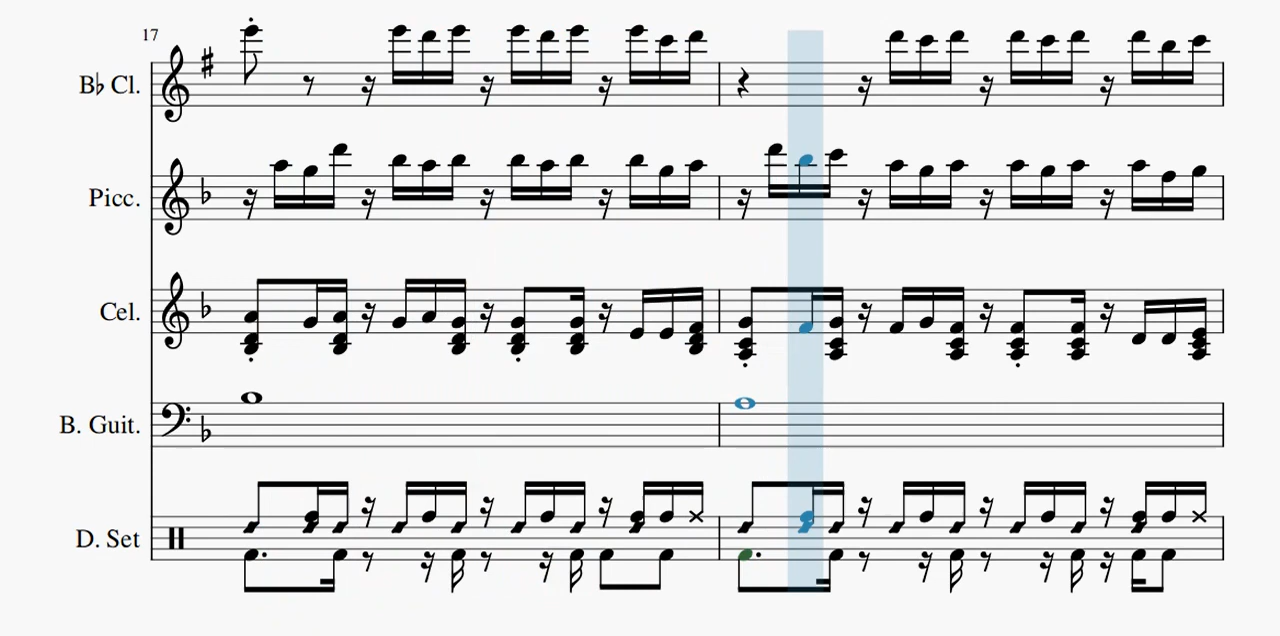 17
B♭ Cl.
Picc.
Cel.
B. Guit.
D. Set